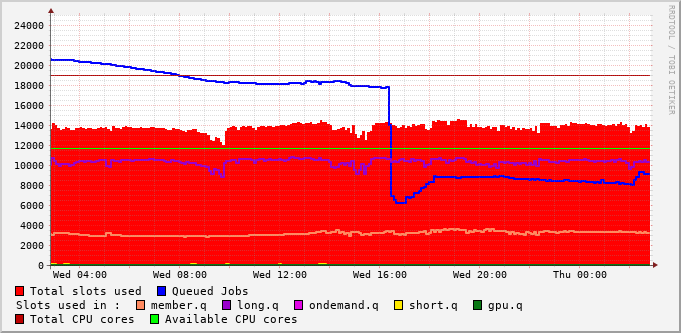 RRDTOOL / TOBI OETIKER
24000
22000
20000
18000
16000
14000
12000
10000
8000
6000
4000
2000
0
Wed 04:00 Wed 08:00 Wed 12:00 Wed 16:00 Wed 20:00 Thu 00:00
Total slots used Queued Jobs
Slots used in : member.q long.q ondemand.q short.q gpu.q
Total CPU cores Available CPU cores